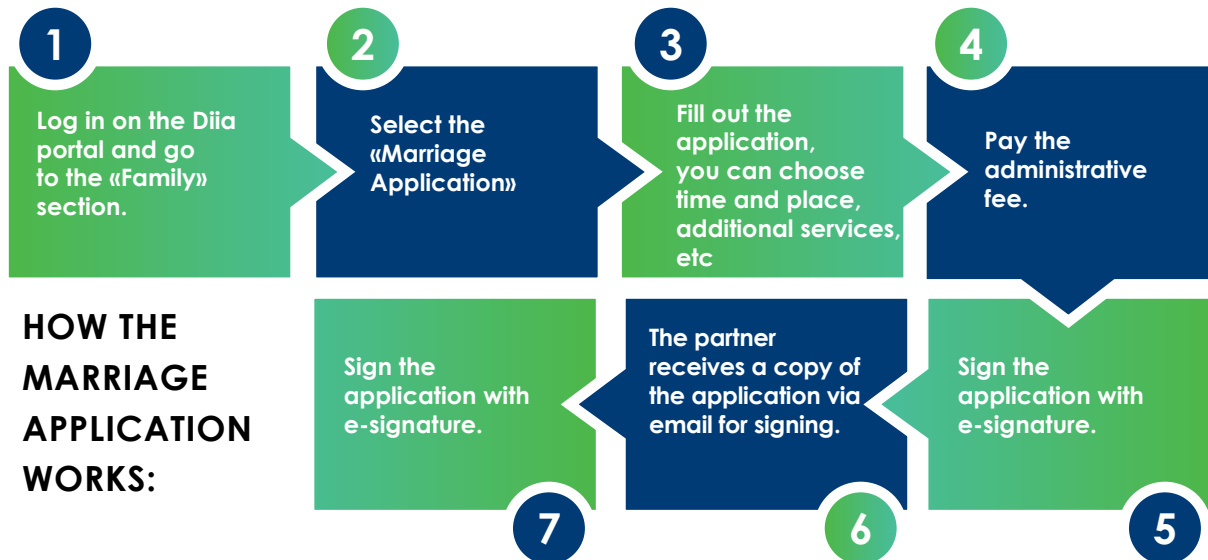 1
Log in on the Diia
portal and go
to the «Family»
section.
2
Select the
«Marriage
Application»
3
Fill out the
application,
you can choose
time and place,
additional services,
etc
4
Pay the
administrative
fee.
HOW THE
MARRIAGE
APPLICATION
WORKS:
Sign the
application with
e-signature.
5
The partner
receives a copy of
the application via
email for signing.
6
Sign the
application with
e-signature.
7